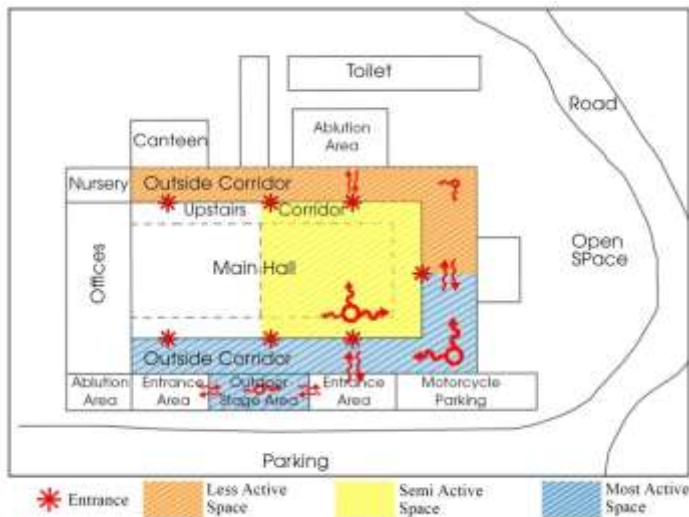 Toilet
Road
Canteen
Ablution
Area
Nursery
Outside Corridor
Upstairs
Corridor
Offices
Main Hall
Open
SPace
Outside Corridor
Ablution
Area
Entrance
Area
Outdoor
Stage Area
Entrance
Area
Motorcycle
Parking
Parking
Entrance
Less Active
Space
Semi Active
Space
Most Active
Space